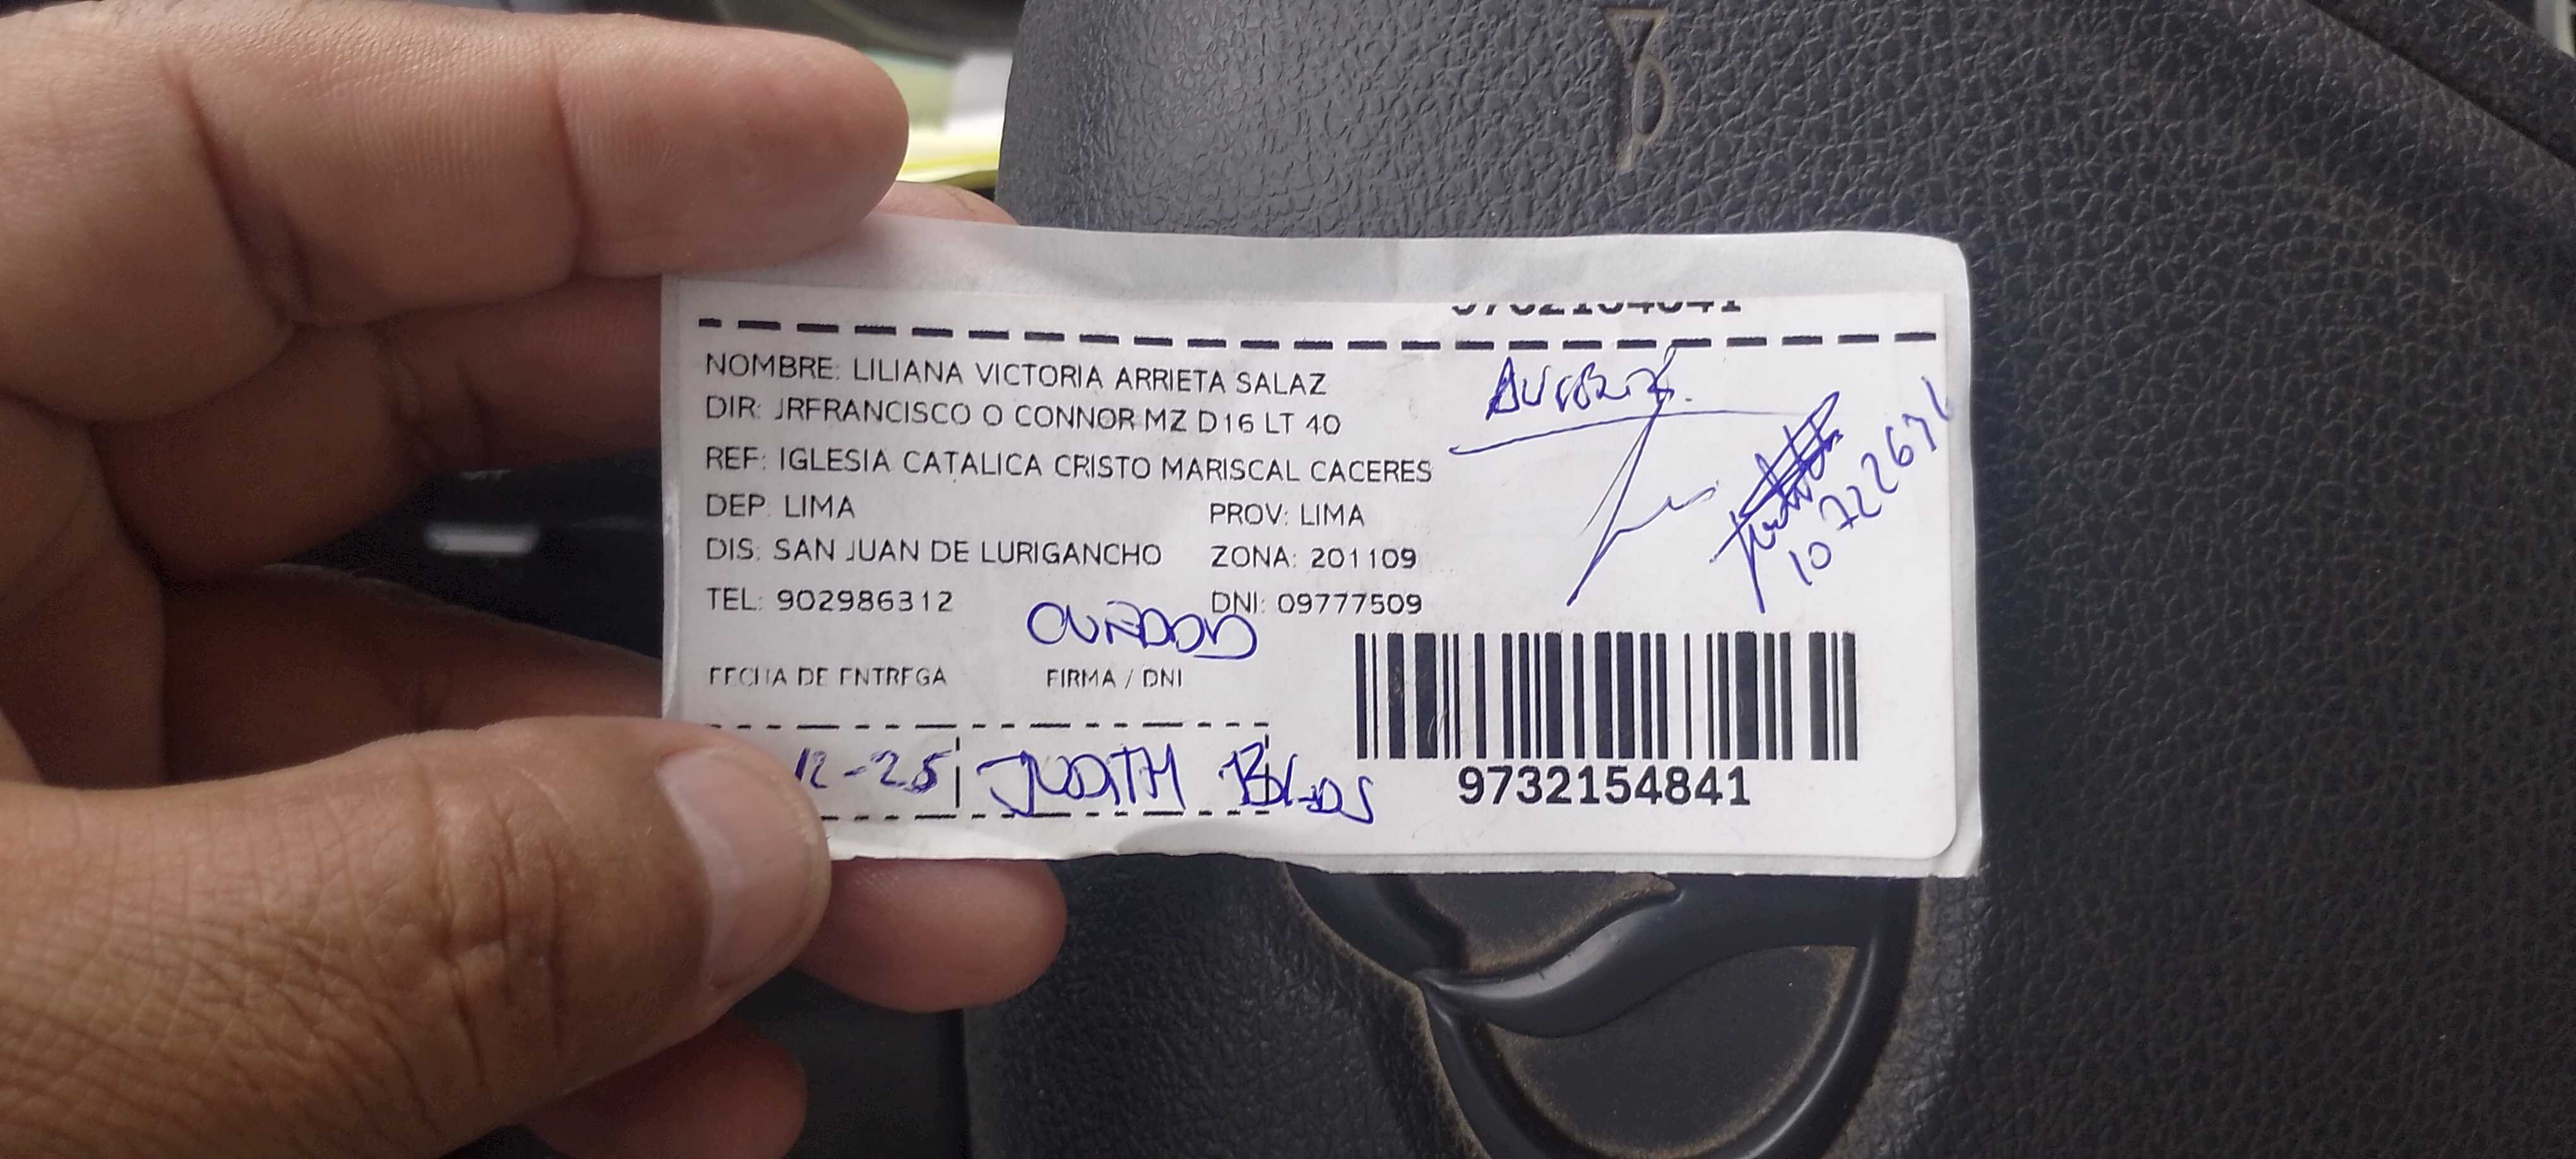 NOMBRE: LILIANA VICTORIA ARRIETA SALAZ
DIR: JRFRANCISCO O CONNOR MZ D16 LT 40
REF: IGLESIA CATALICA CRISTO MARISCAL CACERES
DEP: LIMA PROV: LIMA
DIS: SAN JUAN DE LURIGANCHO ZONA: 201109
TEL: 902986312 DNI: 09777509
FECHA DE ENTREGA FIRMA / DNI
12-25 JUDITH
9732154841